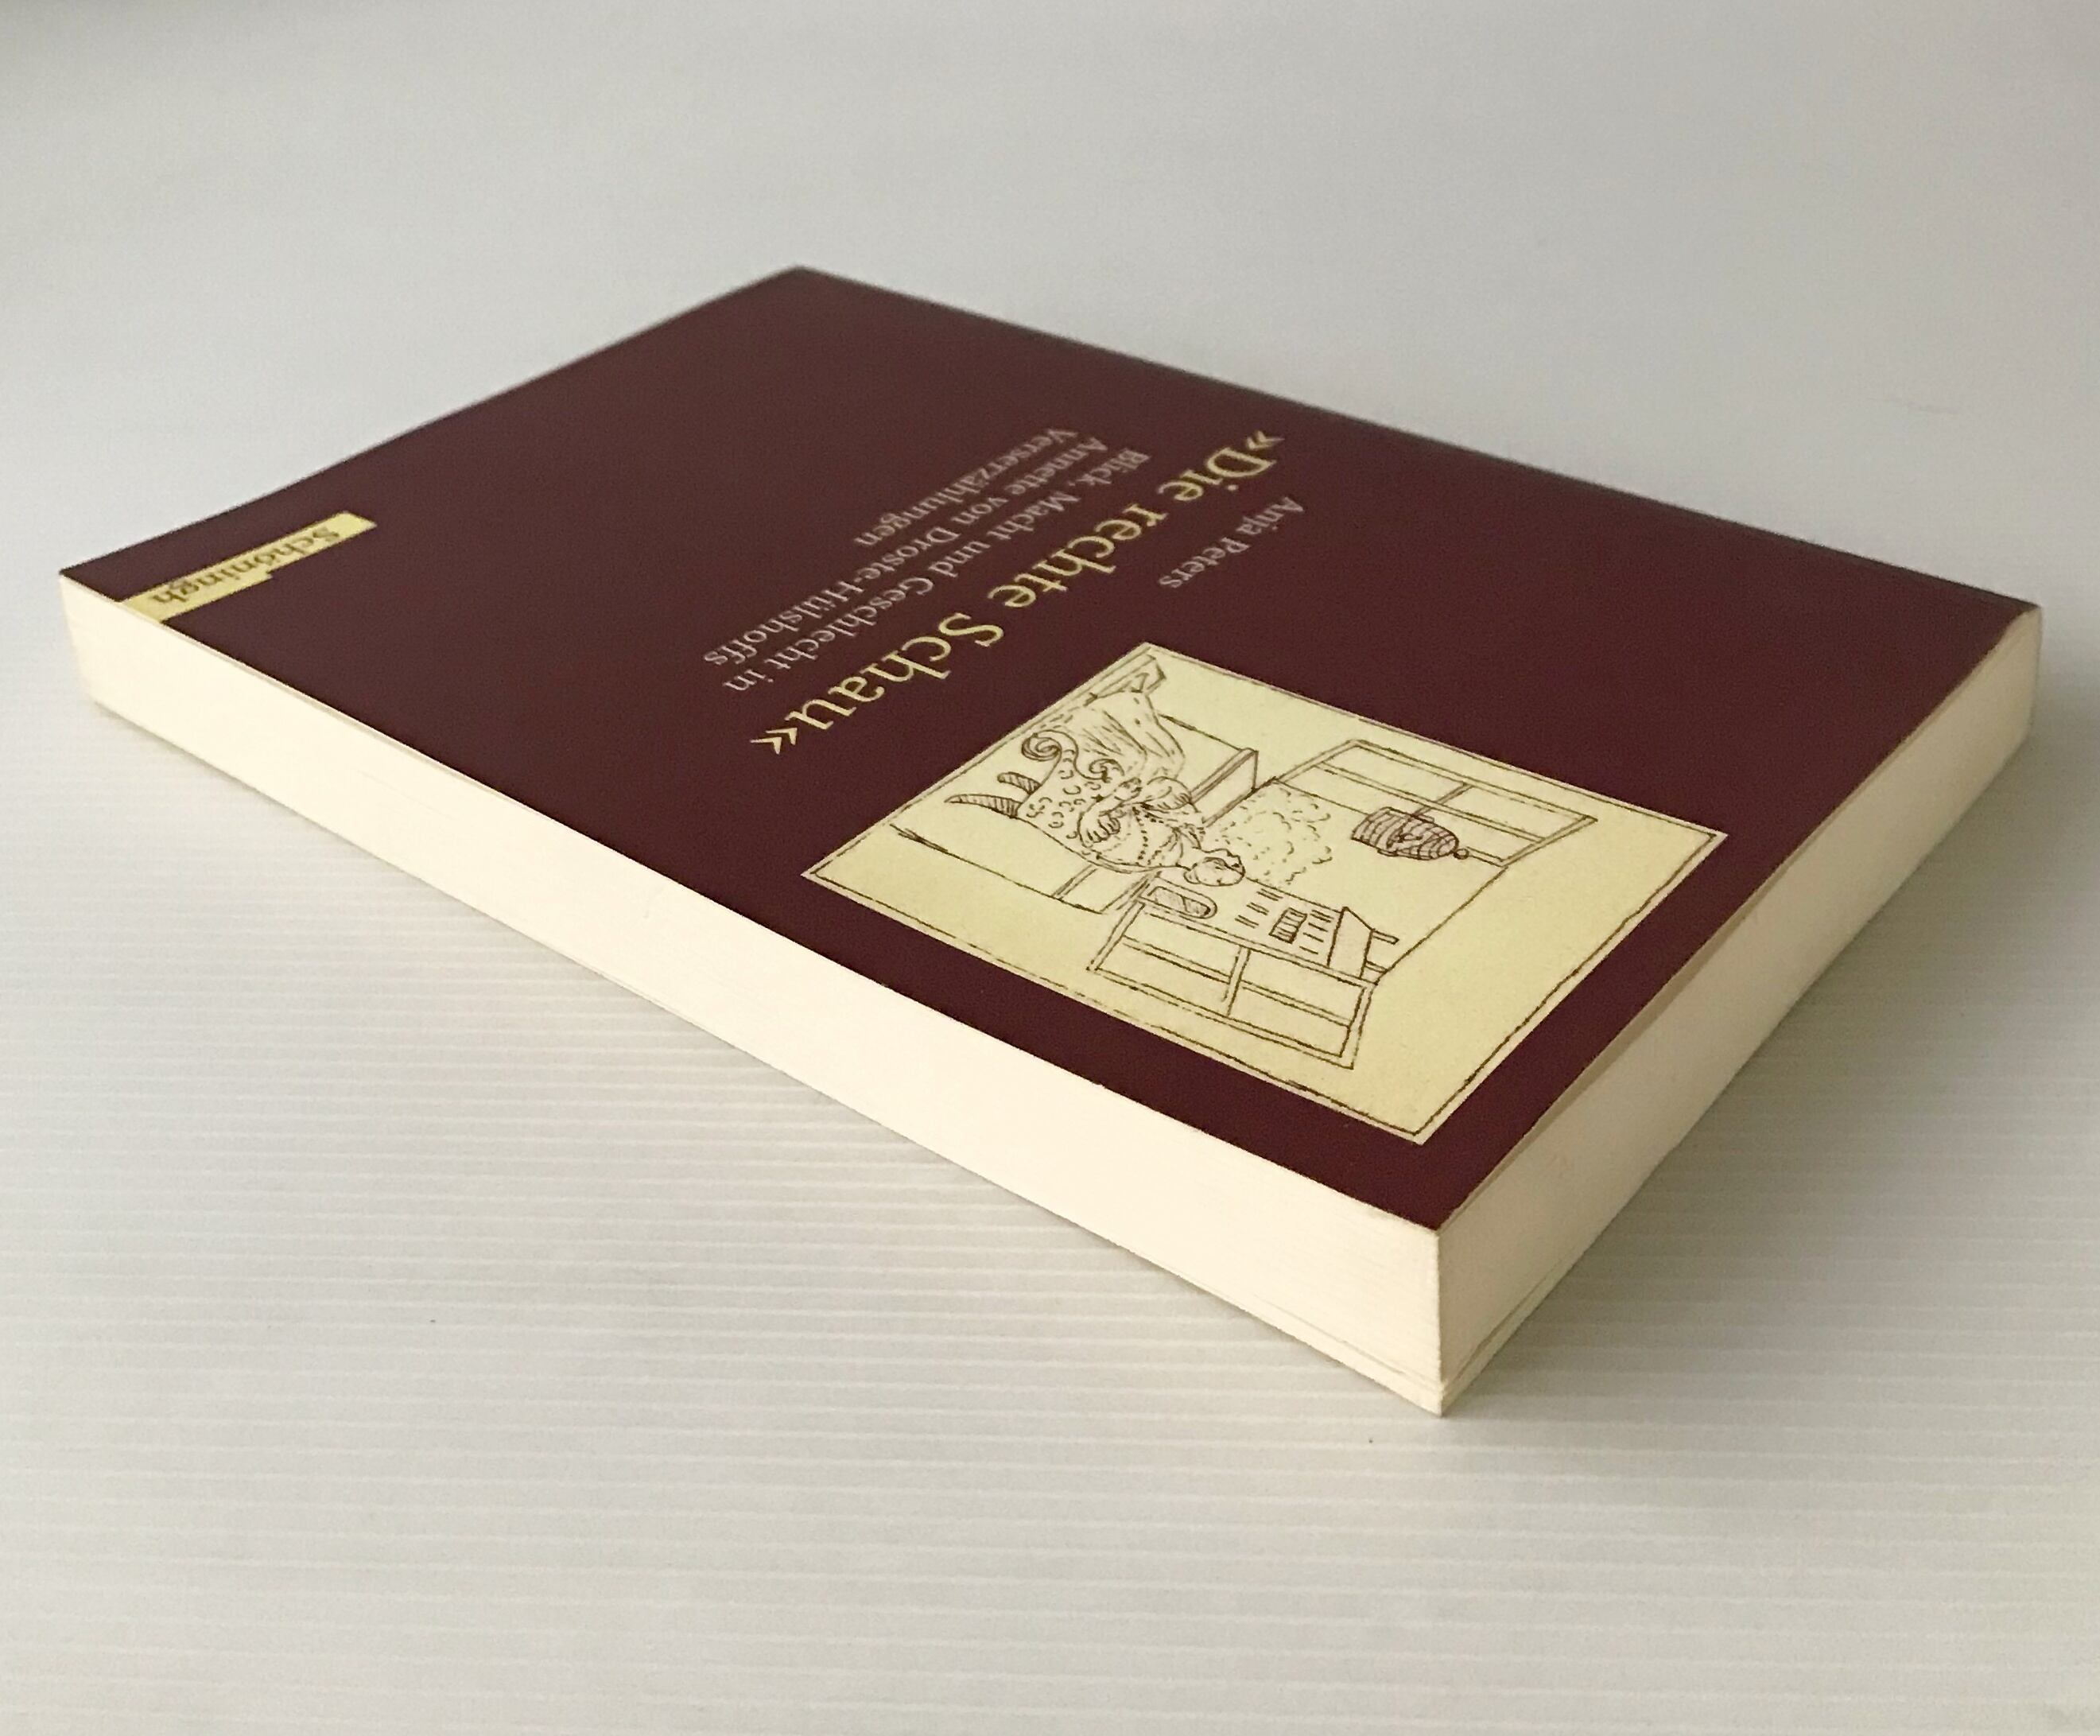 Anja Peters
»Die rechte Schau«
Blick, Macht und Geschlecht in
Annette von Droste-Hülshoffs
Verserzählungen
Schöningh